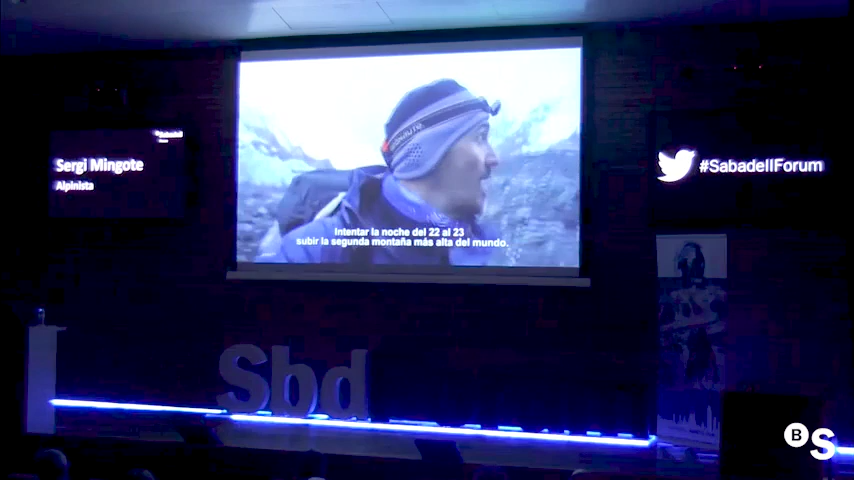 Sergi Mingote
Alpinista
Intentar la noche del 22 al 23
subir la segunda montaña más alta del mundo.
#SabadellForum
Sbd
BS